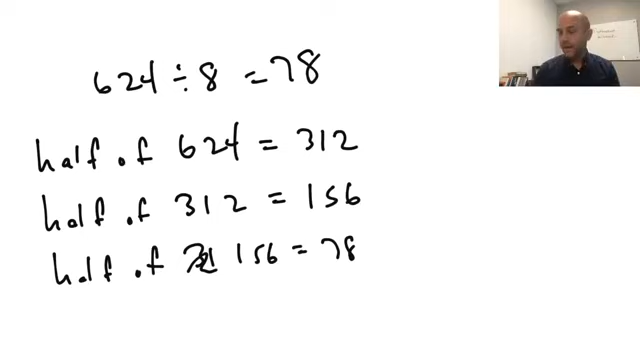 624 ÷ 8 = 78
half of 624 = 312
half of 312 = 156
half of 156 = 78